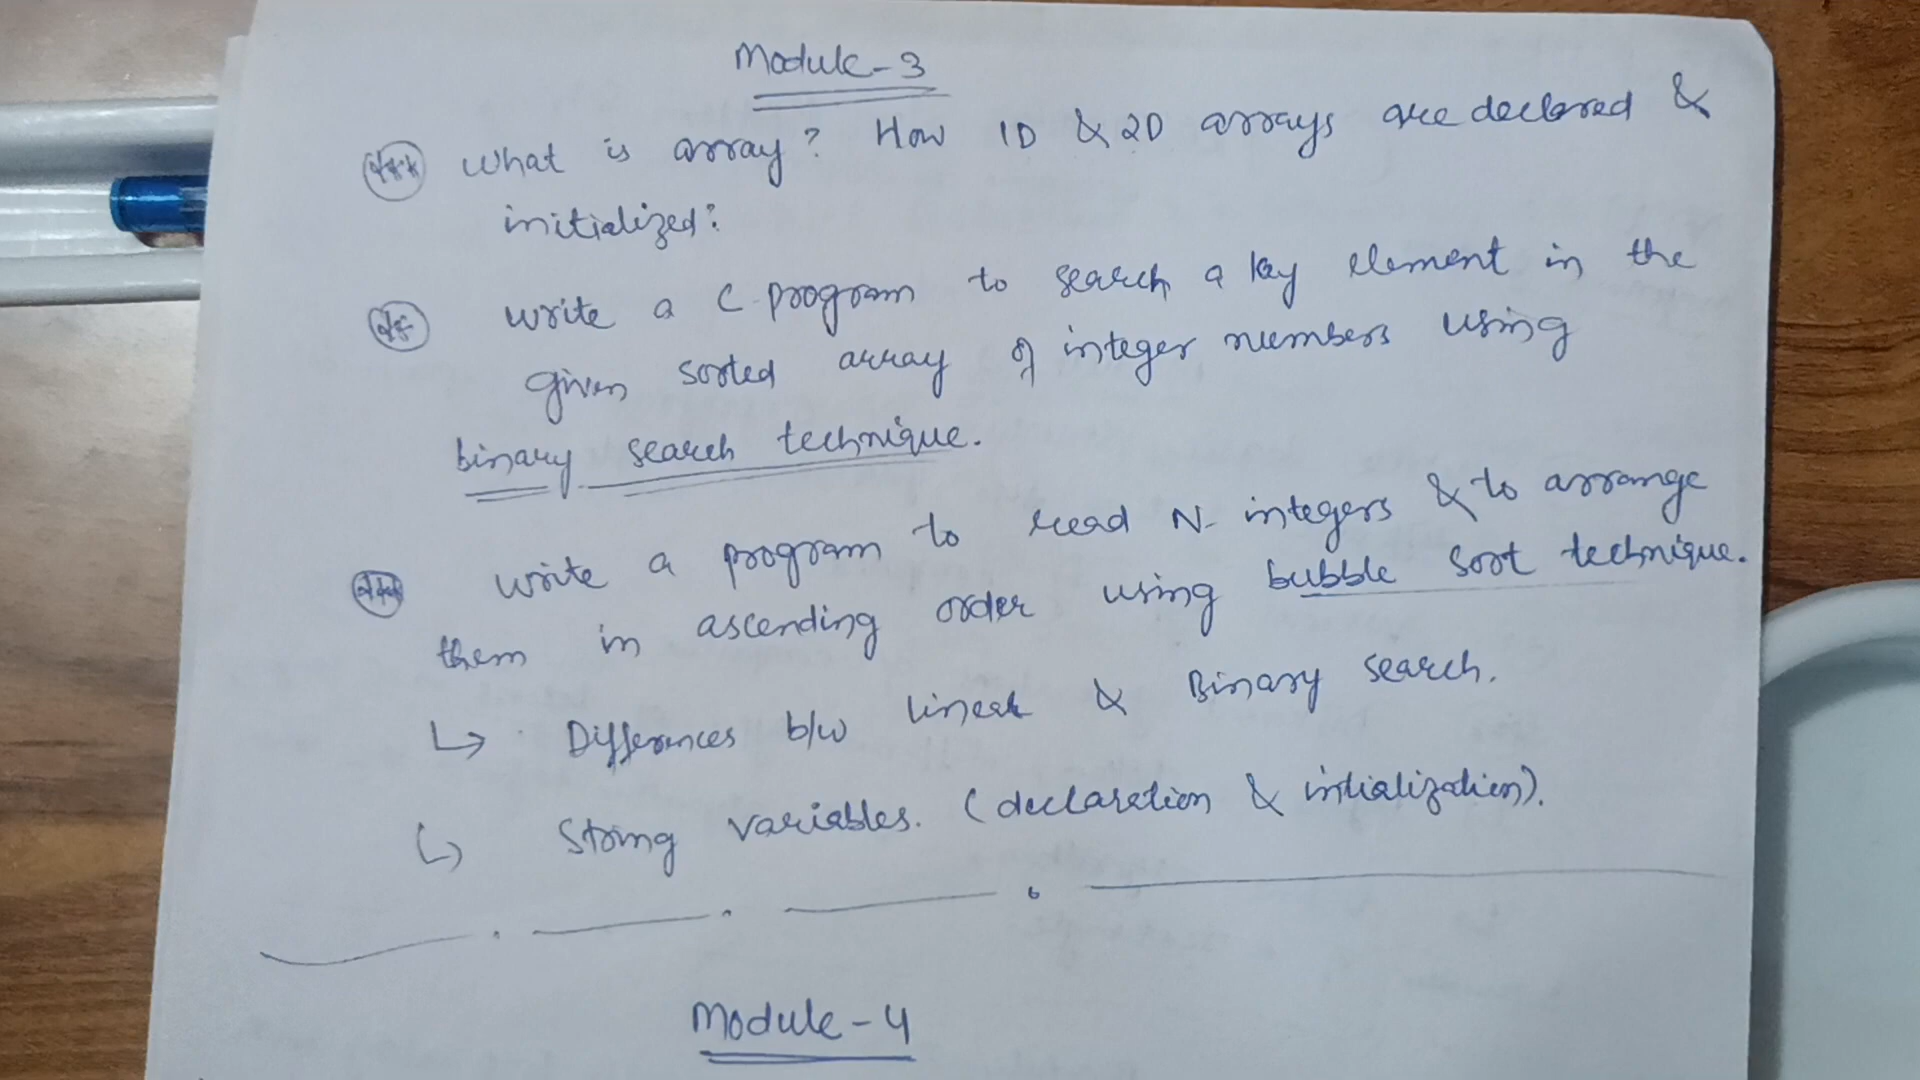 Module-3
*** What is array? How 1D & 2D arrays are declared &
initialized?
** Write a C-program to search a key element in the
given sorted array of integer numbers using
binary search technique.
*** Write a program to read N- integers & to arrange
them in ascending order using bubble sort technique.
↳ Differences b/w linear & Binary search.
↳ String variables. (declaration & initialization).
Module-4